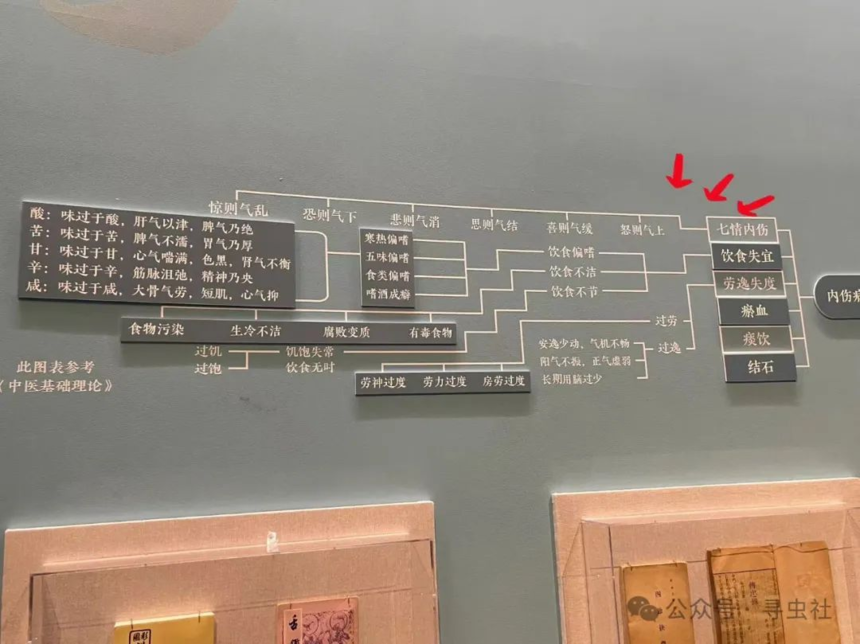 惊则气乱
恐则气下
悲则气消
思则气结
喜则气缓
怒则气上
七情内伤
酸：味过于酸，肝气以津，脾气乃绝
苦：味过于苦，脾气不濡，胃气乃厚
甘：味过于甘，心气喘满，色黑，肾气不衡
辛：味过于辛，筋脉沮弛，精神乃央
咸：味过于咸，大骨气劳，短肌，心气抑
寒热偏嗜
五味偏嗜
食类偏嗜
嗜酒成癖
饮食偏嗜
饮食不洁
饮食不节
饮食失宜
劳逸失度
瘀血
痰饮
结石
内伤病
食物污染
生冷不洁
腐败变质
有毒食物
过饥
过饱
饥饱失常
饮食无时
劳神过度
劳力过度
房劳过度
过劳
安逸少动，气机不畅
阳气不振，正气虚弱
长期用脑过少
过逸
此图表参考
《中医基础理论》
公众号·寻虫社